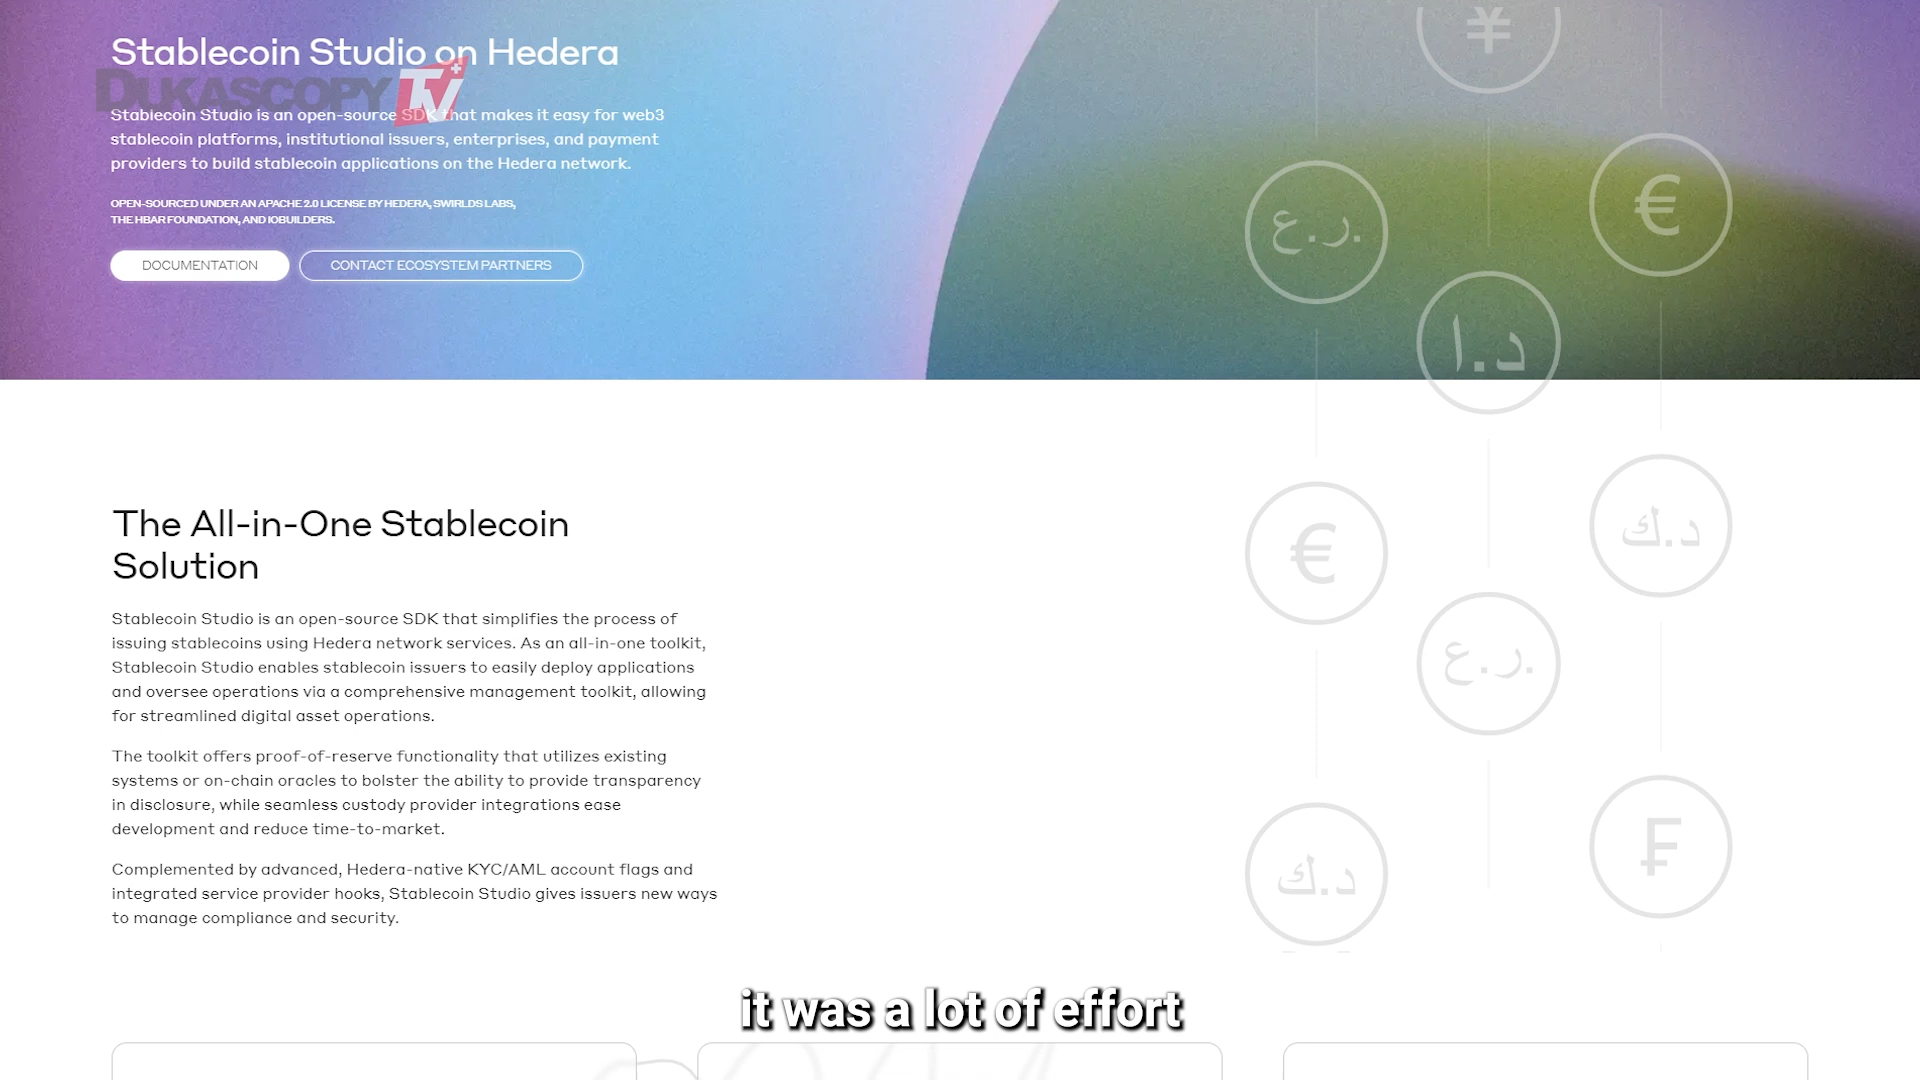 Stablecoin Studio on Hedera
DUKASCOPY TV+
Stablecoin Studio is an open-source SDK that makes it easy for web3
stablecoin platforms, institutional issuers, enterprises, and payment
providers to build stablecoin applications on the Hedera network.
OPEN-SOURCED UNDER AN APACHE 2.0 LICENSE BY HEDERA, SWIRLDS LABS,
THE HBAR FOUNDATION, AND IOBUILDERS.
DOCUMENTATION
CONTACT ECOSYSTEM PARTNERS
¥
ر.ع.
€
د.ا
The All-in-One Stablecoin
Solution
Stablecoin Studio is an open-source SDK that simplifies the process of
issuing stablecoins using Hedera network services. As an all-in-one toolkit,
Stablecoin Studio enables stablecoin issuers to easily deploy applications
and oversee operations via a comprehensive management toolkit, allowing
for streamlined digital asset operations.
The toolkit offers proof-of-reserve functionality that utilizes existing
systems or on-chain oracles to bolster the ability to provide transparency
in disclosure, while seamless custody provider integrations ease
development and reduce time-to-market.
Complemented by advanced, Hedera-native KYC/AML account flags and
integrated service provider hooks, Stablecoin Studio gives issuers new ways
to manage compliance and security.
€
د.ك
ر.ع.
د.ك
₣
it was a lot of effort